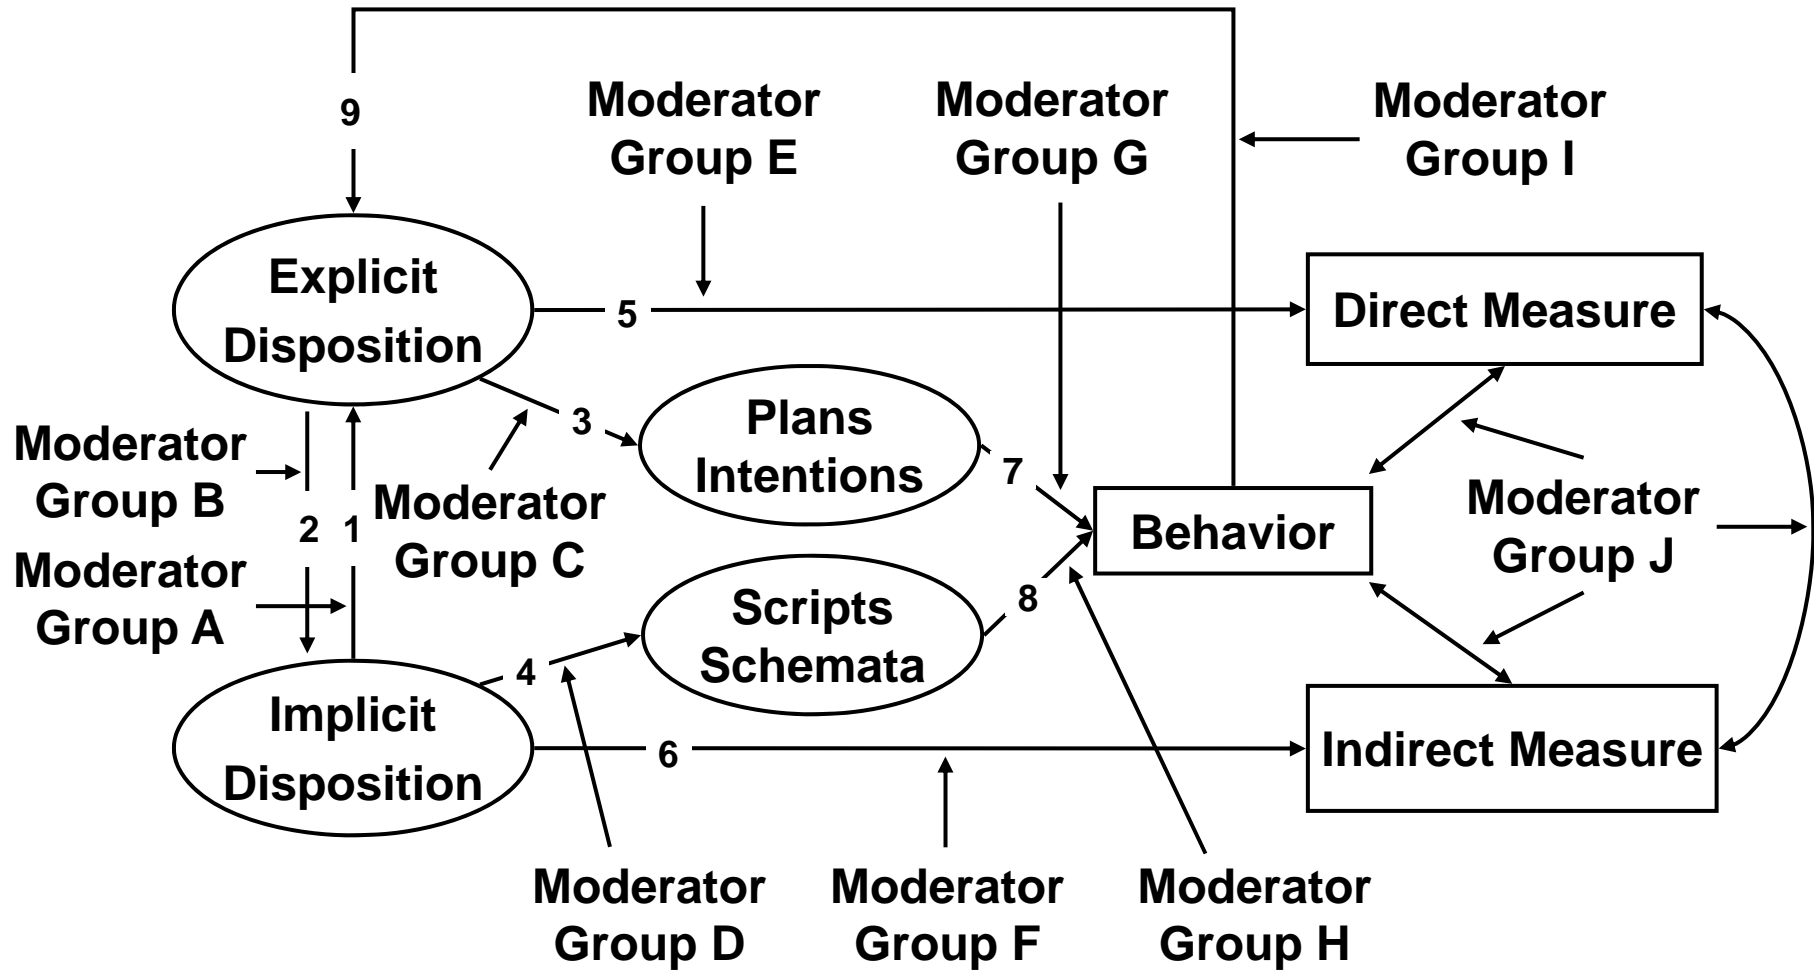 9
Moderator
Group E
Moderator
Group G
Moderator
Group I
Explicit
Disposition
5
Direct Measure
3
Plans
Intentions
7
Moderator
Group B
2 1
Moderator
Group C
Moderator
Group A
Behavior
Moderator
Group J
8
Scripts
Schemata
4
Implicit
Disposition
6
Indirect Measure
Moderator
Group D
Moderator
Group F
Moderator
Group H